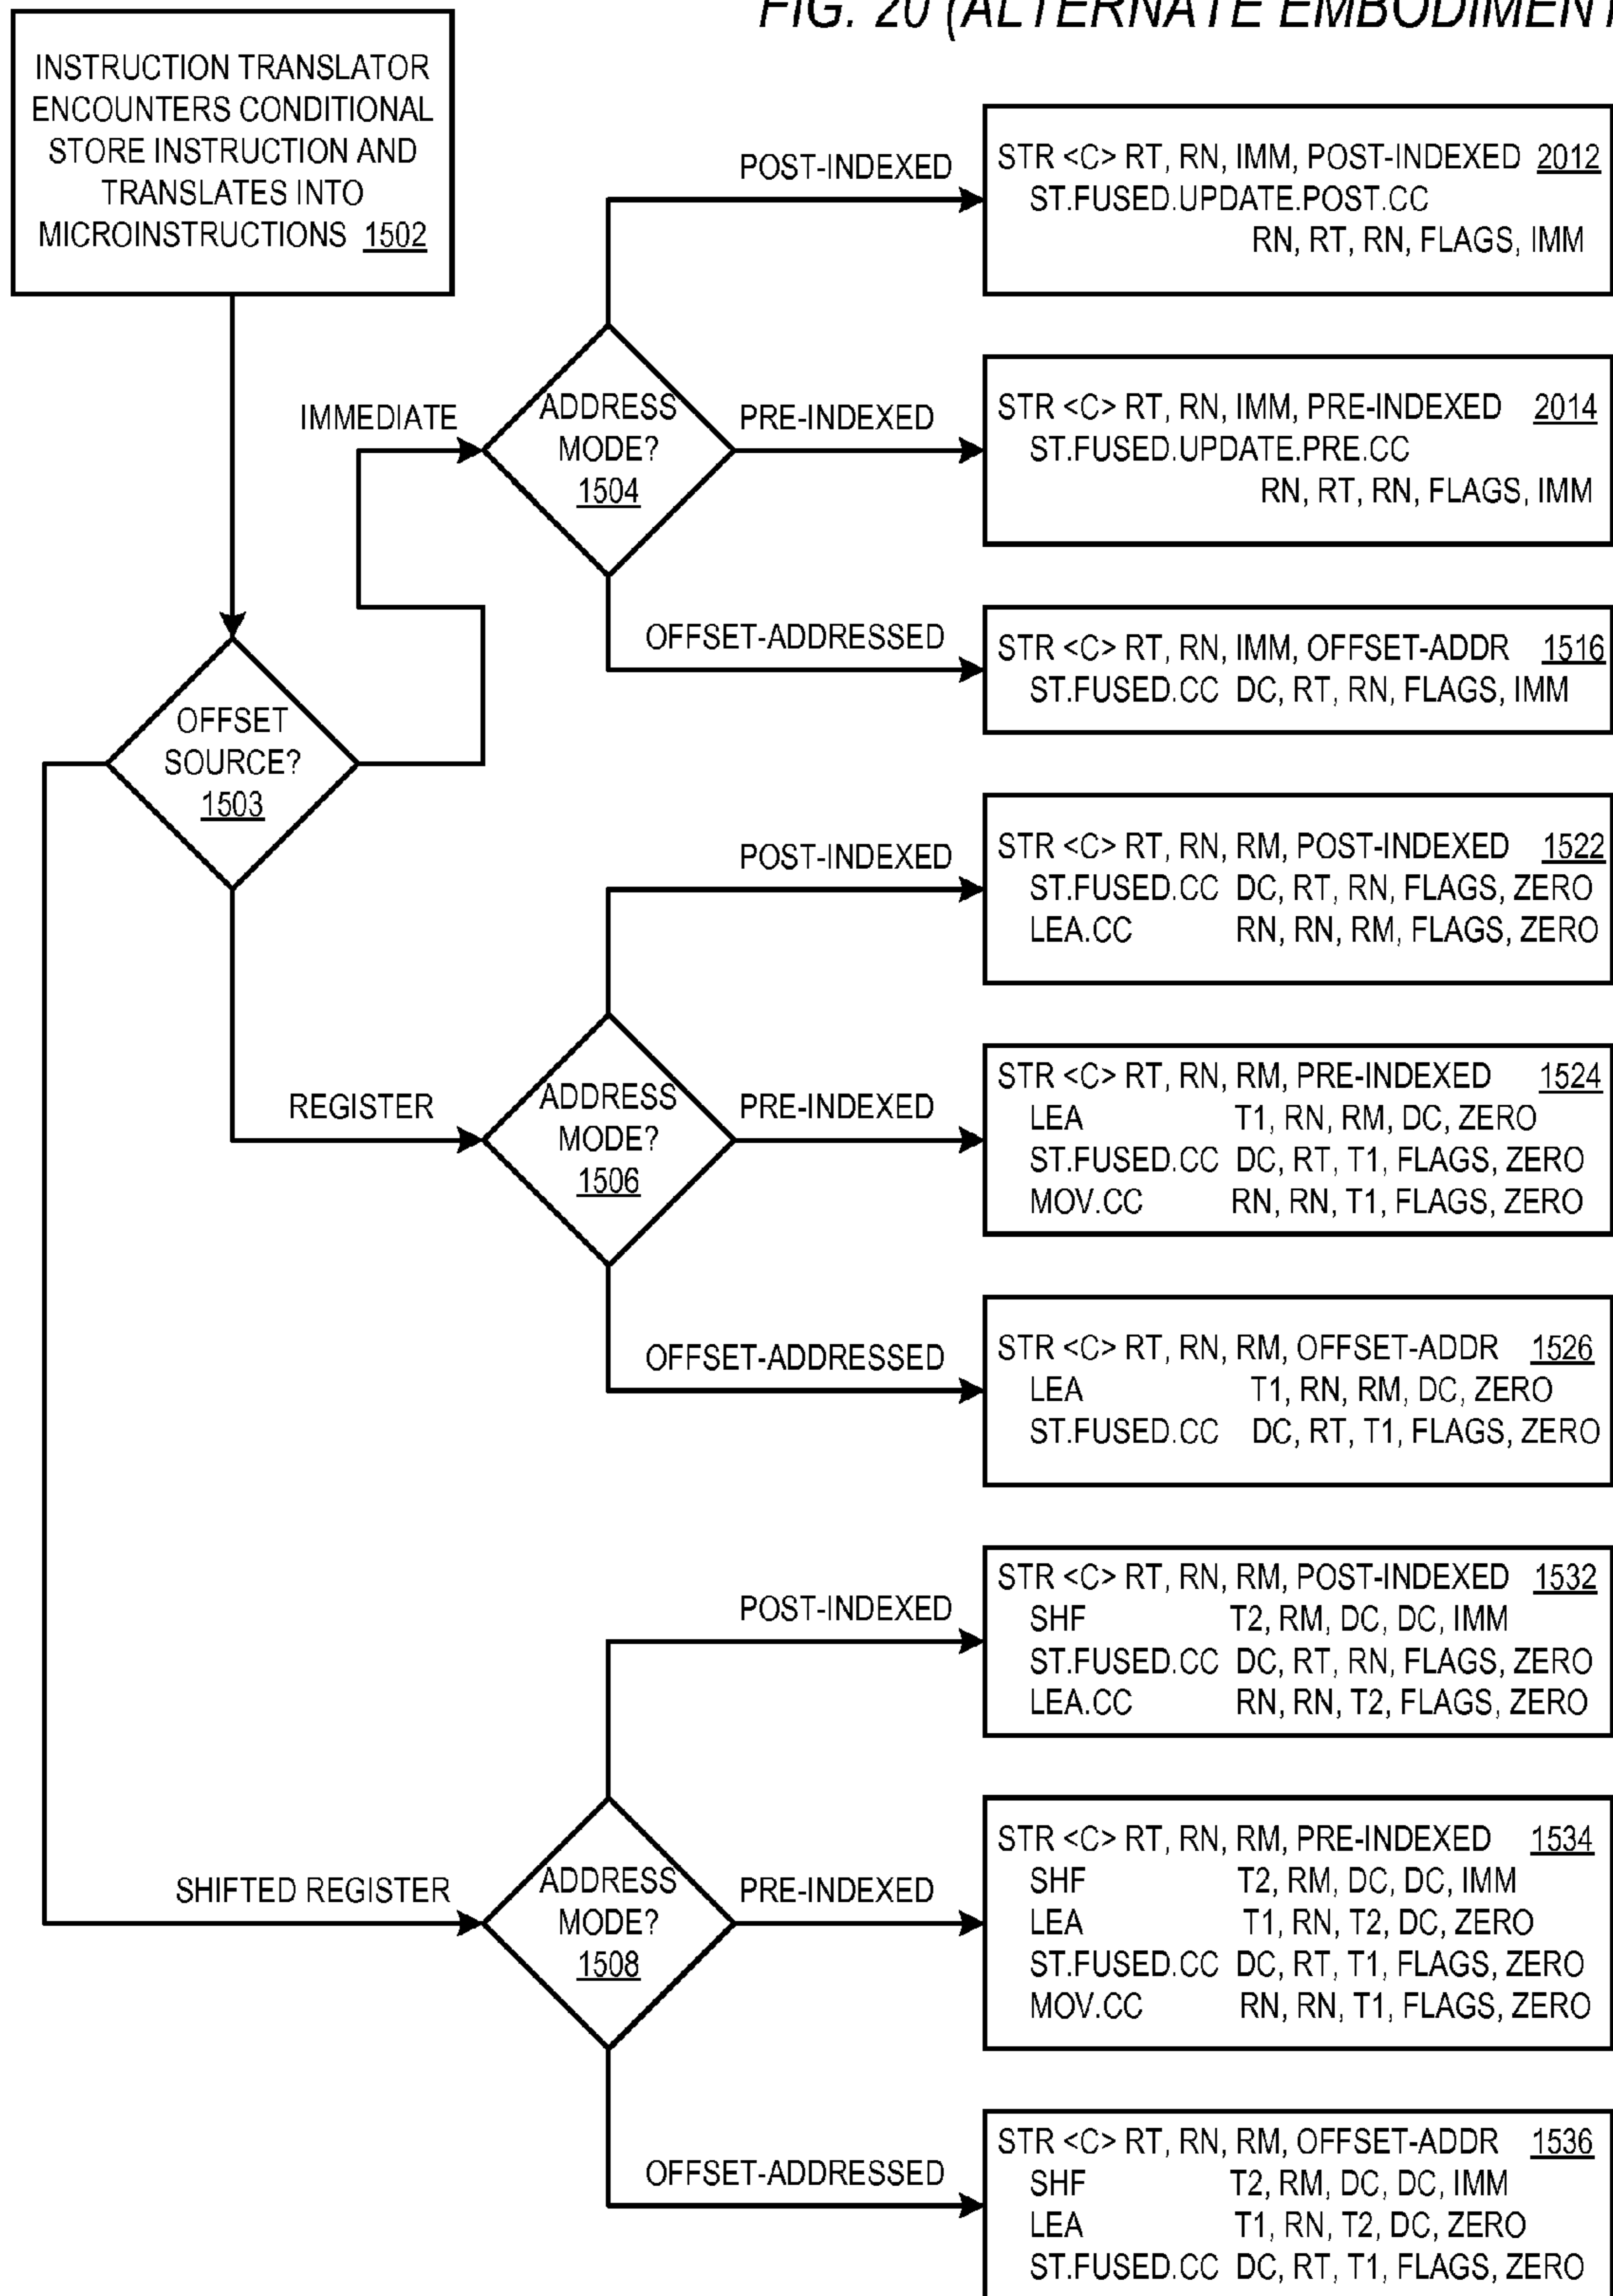 FIG. 20 (ALTERNATE EMBODIMENT
INSTRUCTION TRANSLATOR
ENCOUNTERS CONDITIONAL
STORE INSTRUCTION AND
TRANSLATES INTO
MICROINSTRUCTIONS 1502
POST-INDEXED
STR <C> RT, RN, IMM, POST-INDEXED 2012
ST.FUSED.UPDATE.POST.CC
RN, RT, RN, FLAGS, IMM
IMMEDIATE
ADDRESS
MODE?
1504
PRE-INDEXED
STR <C> RT, RN, IMM, PRE-INDEXED 2014
ST.FUSED.UPDATE.PRE.CC
RN, RT, RN, FLAGS, IMM
OFFSET-ADDRESSED
STR <C> RT, RN, IMM, OFFSET-ADDR 1516
ST.FUSED.CC DC, RT, RN, FLAGS, IMM
OFFSET
SOURCE?
1503
POST-INDEXED
STR <C> RT, RN, RM, POST-INDEXED 1522
ST.FUSED.CC DC, RT, RN, FLAGS, ZERO
LEA.CC RN, RN, RM, FLAGS, ZERO
REGISTER
ADDRESS
MODE?
1506
PRE-INDEXED
STR <C> RT, RN, RM, PRE-INDEXED 1524
LEA T1, RN, RM, DC, ZERO
ST.FUSED.CC DC, RT, T1, FLAGS, ZERO
MOV.CC RN, RN, T1, FLAGS, ZERO
OFFSET-ADDRESSED
STR <C> RT, RN, RM, OFFSET-ADDR 1526
LEA T1, RN, RM, DC, ZERO
ST.FUSED.CC DC, RT, T1, FLAGS, ZERO
POST-INDEXED
STR <C> RT, RN, RM, POST-INDEXED 1532
SHF T2, RM, DC, DC, IMM
ST.FUSED.CC DC, RT, RN, FLAGS, ZERO
LEA.CC RN, RN, T2, FLAGS, ZERO
SHIFTED REGISTER
ADDRESS
MODE?
1508
PRE-INDEXED
STR <C> RT, RN, RM, PRE-INDEXED 1534
SHF T2, RM, DC, DC, IMM
LEA T1, RN, T2, DC, ZERO
ST.FUSED.CC DC, RT, T1, FLAGS, ZERO
MOV.CC RN, RN, T1, FLAGS, ZERO
OFFSET-ADDRESSED
STR <C> RT, RN, RM, OFFSET-ADDR 1536
SHF T2, RM, DC, DC, IMM
LEA T1, RN, T2, DC, ZERO
ST.FUSED.CC DC, RT, T1, FLAGS, ZERO